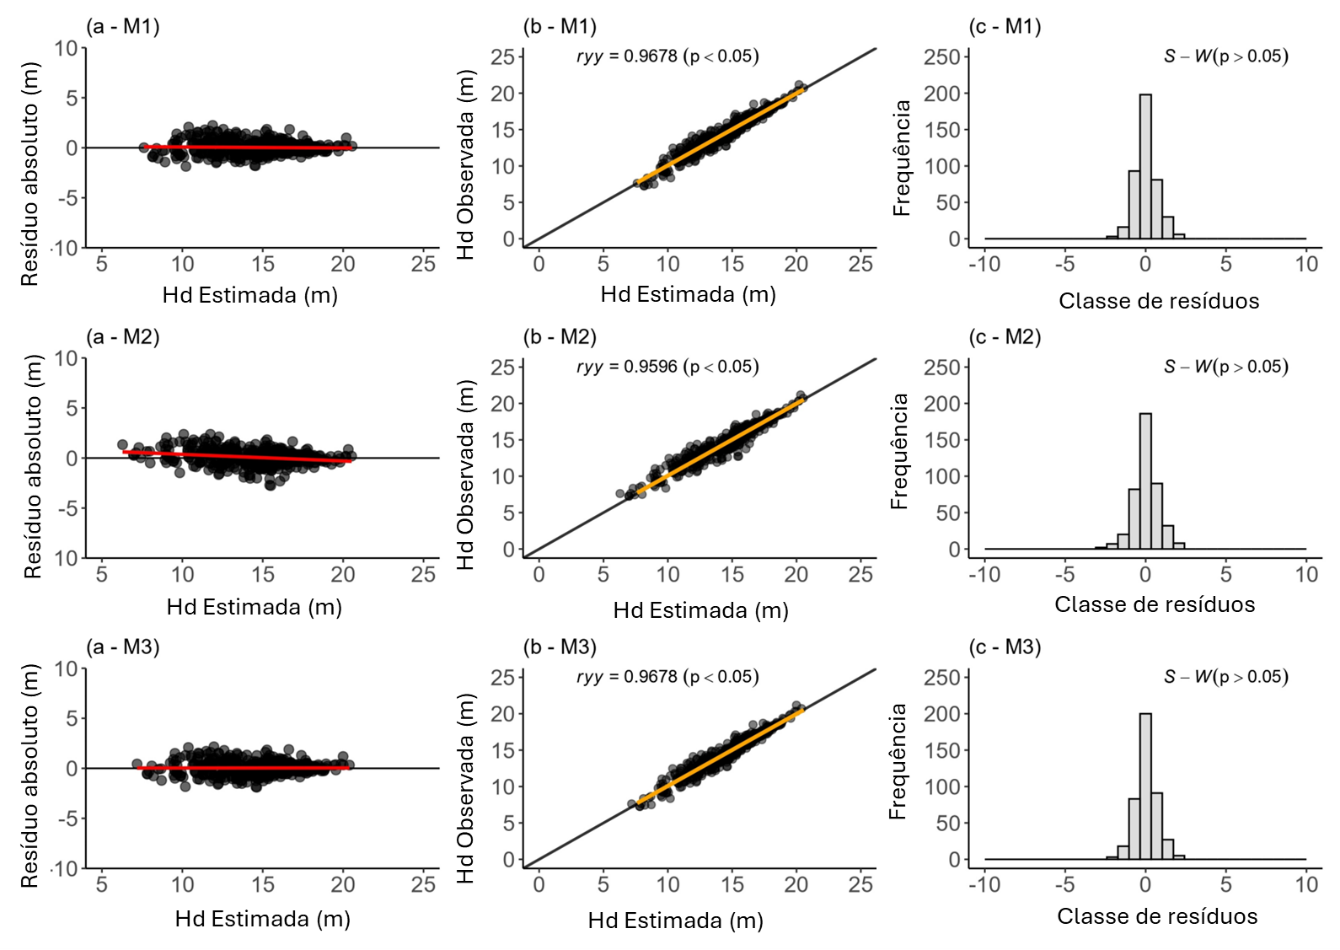 (a - M1)
10
5
0
-5
·10
5 10 15 20 25
Resíduo absoluto (m)
Hd Estimada (m)
(b - M1)
ryy = 0.9678 (p < 0.05)
25
20
15
10
5
0
0 5 10 15 20 25
Hd Observada (m)
Hd Estimada (m)
(c - M1)
S – W(p > 0.05)
250
200
150
100
50
0
-10 -5 0 5 10
Frequência
Classe de resíduos
(a - M2)
10
5
0
-5
10
5 10 15 20 25
Resíduo absoluto (m)
Hd Estimada (m)
(b - M2)
ryy = 0.9596 (p < 0.05)
25
20
15
10
5
0
0 5 10 15 20 25
Hd Observada (m)
Hd Estimada (m)
(c - M2)
S – W(p > 0.05)
250
200
150
100
50
0
-10 -5 0 5 10
Frequência
Classe de resíduos
(a - M3)
10
5
0
-5
·10
5 10 15 20 25
Resíduo absoluto (m)
Hd Estimada (m)
(b - M3)
ryy = 0.9678 (p < 0.05)
25
20
15
10
5
0
0 5 10 15 20 25
Hd Observada (m)
Hd Estimada (m)
(c - M3)
S – W(p > 0.05)
250
200
150
100
50
0
-10 -5 0 5 10
Frequência
Classe de resíduos